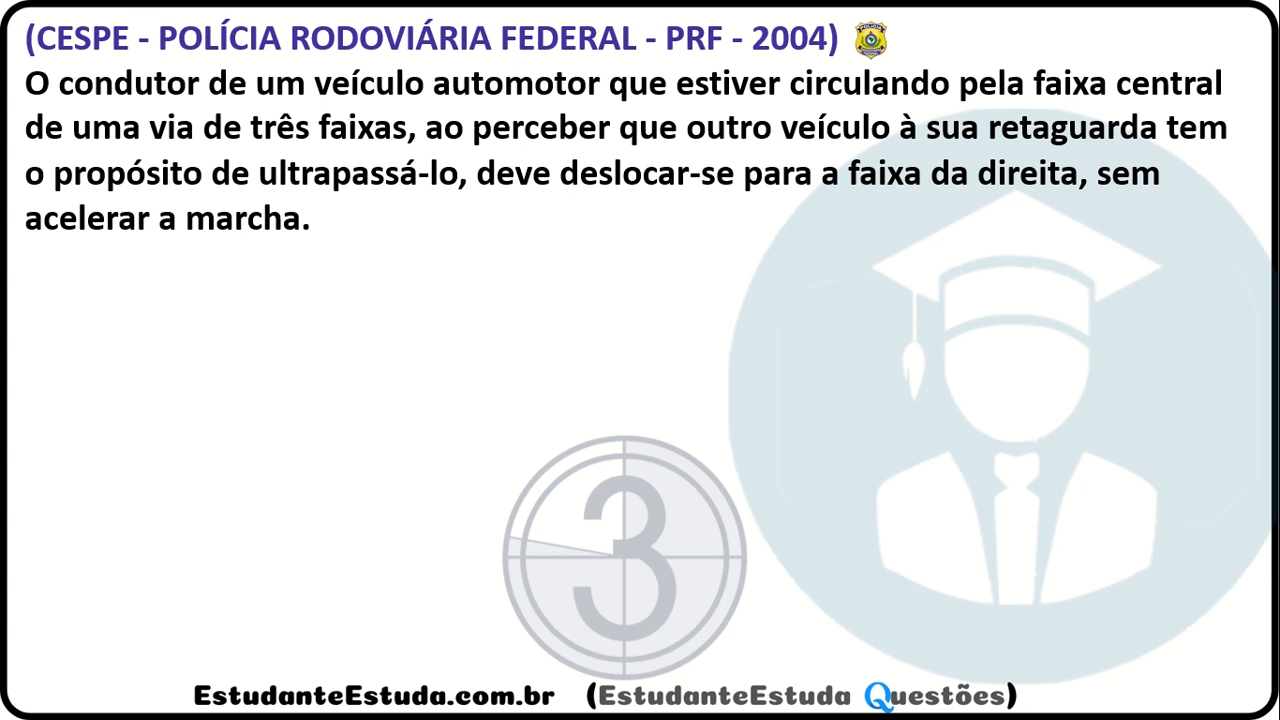 (CESPE - POLÍCIA RODOVIÁRIA FEDERAL - PRF - 2004)
O condutor de um veículo automotor que estiver circulando pela faixa central
de uma via de três faixas, ao perceber que outro veículo à sua retaguarda tem
o propósito de ultrapassá-lo, deve deslocar-se para a faixa da direita, sem
acelerar a marcha.
3
EstudanteEstuda.com.br (EstudanteEstuda Questões)